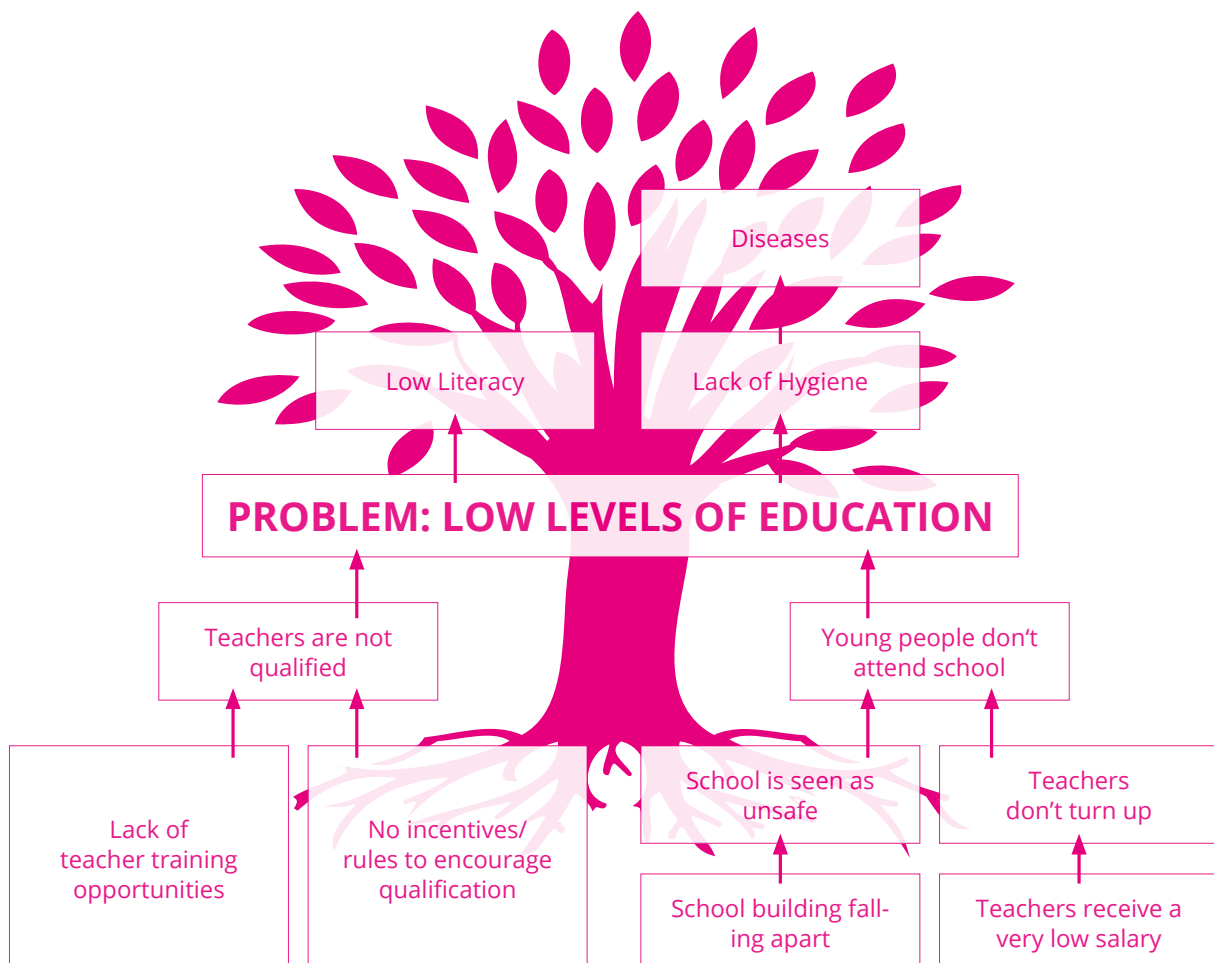 Diseases
Low Literacy
Lack of Hygiene
PROBLEM: LOW LEVELS OF EDUCATION
Teachers are not
qualified
Young people don‘t
attend school
Lack of
teacher training
opportunities
No incentives/
rules to encourage
qualification
School is seen as
unsafe
Teachers
don’t turn up
School building fall-
ing apart
Teachers receive a
very low salary